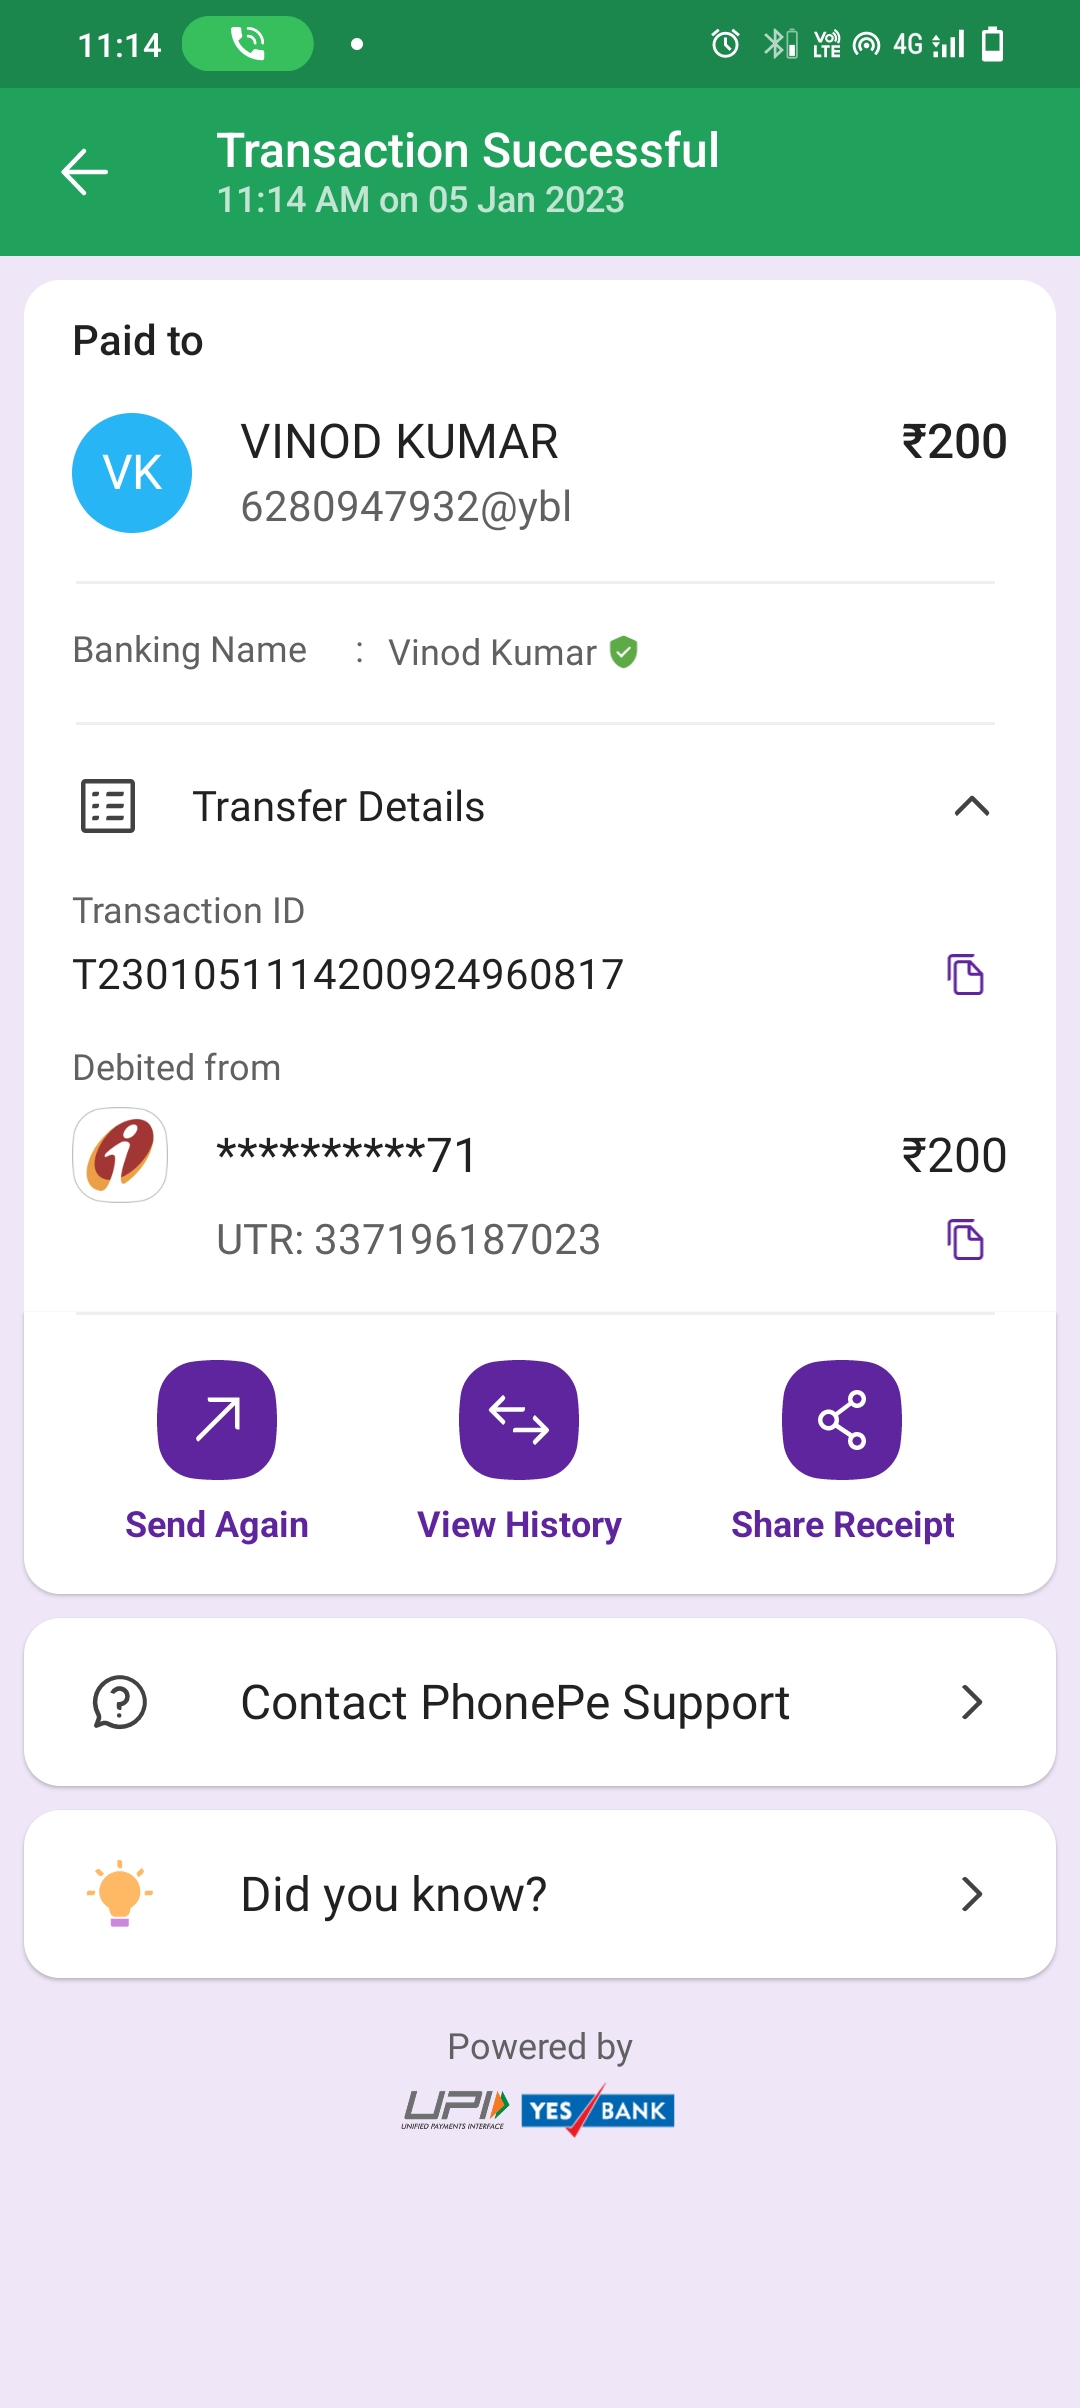 11:14
Vo) LTE 4G
Transaction Successful
11:14 AM on 05 Jan 2023
Paid to
VK
VINOD KUMAR ₹200
6280947932@ybl
Banking Name : Vinod Kumar
Transfer Details
Transaction ID
T2301051114200924960817
Debited from
**********71 ₹200
UTR: 337196187023
Send Again View History Share Receipt
Contact PhonePe Support
Did you know?
Powered by
UPI YES BANK
UNIFIED PAYMENTS INTERFACE